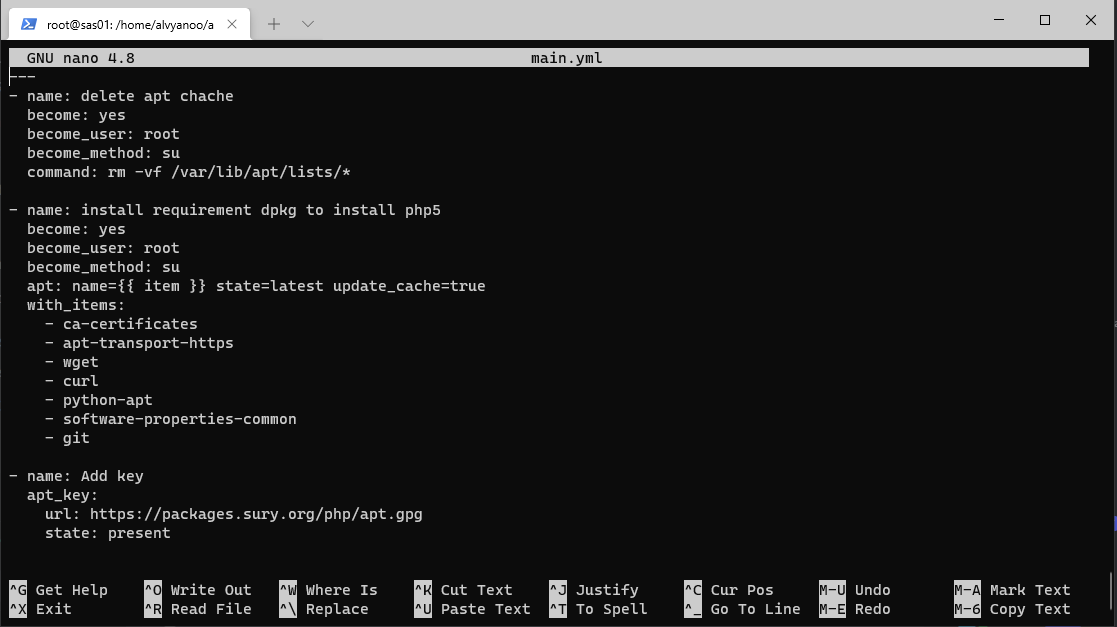 root@sas01: /home/alvyanoo/a
GNU nano 4.8 main.yml
---
- name: delete apt chache
  become: yes
  become_user: root
  become_method: su
  command: rm -vf /var/lib/apt/lists/*

- name: install requirement dpkg to install php5
  become: yes
  become_user: root
  become_method: su
  apt: name={{ item }} state=latest update_cache=true
  with_items:
    - ca-certificates
    - apt-transport-https
    - wget
    - curl
    - python-apt
    - software-properties-common
    - git

- name: Add key
  apt_key:
    url: https://packages.sury.org/php/apt.gpg
    state: present

^G Get Help ^O Write Out ^W Where Is ^K Cut Text ^J Justify ^C Cur Pos M-U Undo M-A Mark Text
^X Exit ^R Read File ^\ Replace ^U Paste Text ^T To Spell ^_ Go To Line M-E Redo M-6 Copy Text